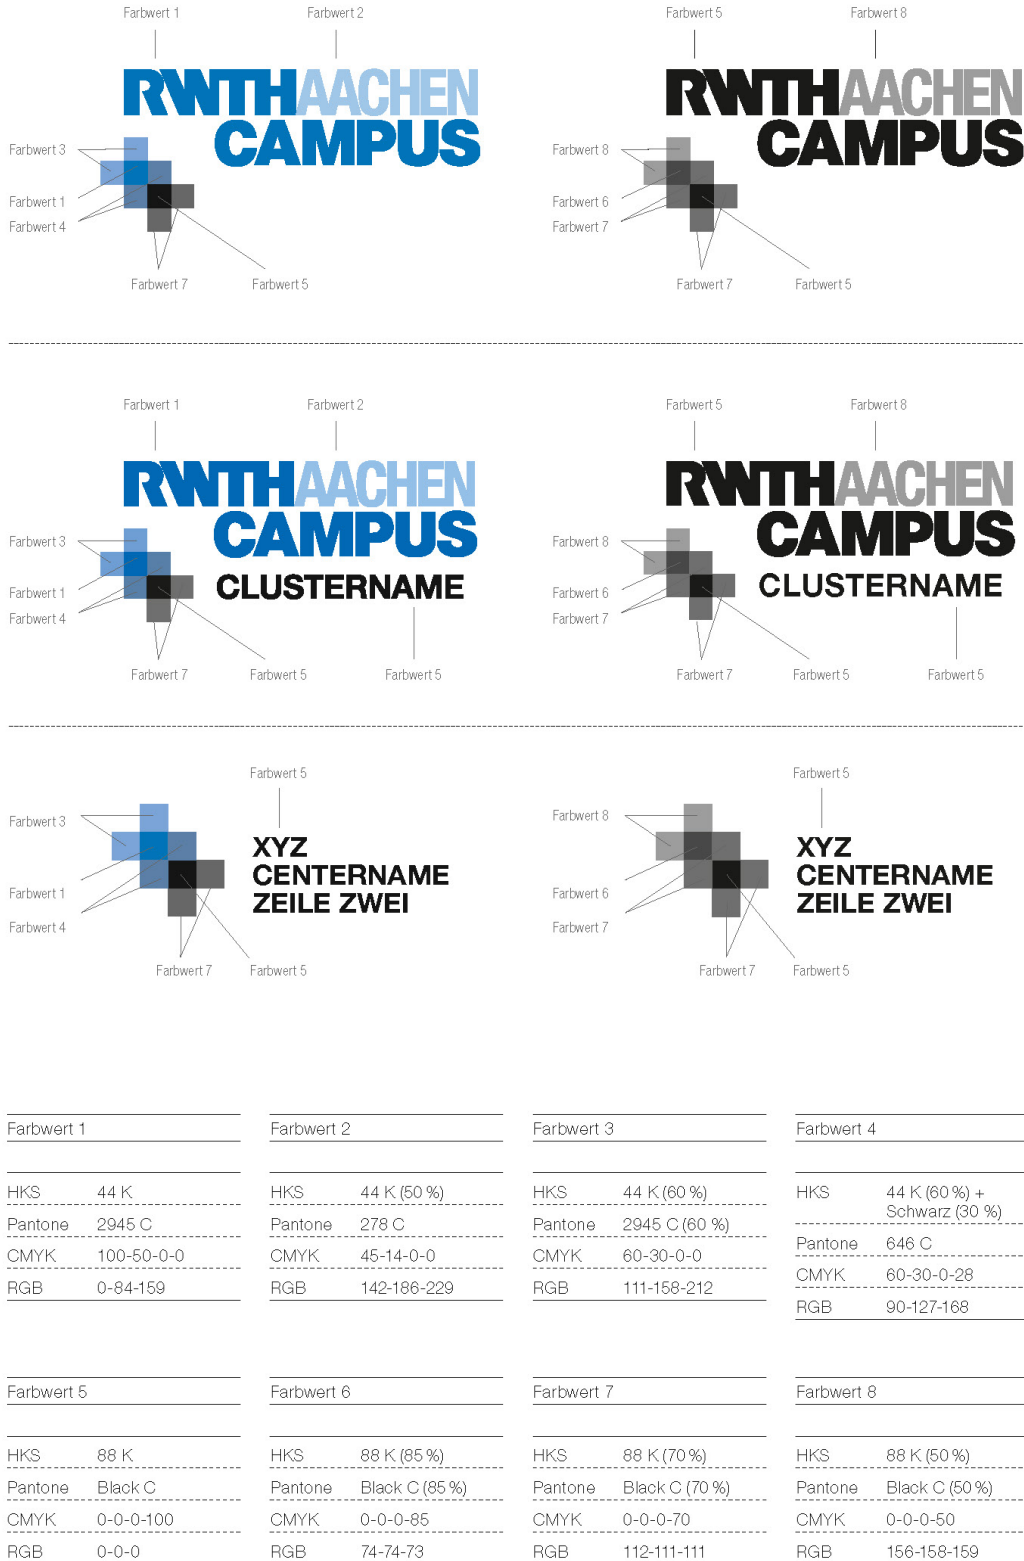 Farbwert 1 Farbwert 2 Farbwert 5 Farbwert 8
RWTHAACHEN RWTHAACHEN
CAMPUS CAMPUS
Farbwert 3 Farbwert 8
Farbwert 1 Farbwert 6
Farbwert 4 Farbwert 7
Farbwert 7 Farbwert 5 Farbwert 7 Farbwert 5
Farbwert 1 Farbwert 2 Farbwert 5 Farbwert 8
RWTHAACHEN RWTHAACHEN
CAMPUS CAMPUS
Farbwert 3 Farbwert 8
CLUSTERNAME CLUSTERNAME
Farbwert 1 Farbwert 6
Farbwert 4 Farbwert 7
Farbwert 7 Farbwert 5 Farbwert 5 Farbwert 7 Farbwert 5 Farbwert 5
Farbwert 5 Farbwert 5
Farbwert 3 Farbwert 8
XYZ XYZ
CENTERNAME CENTERNAME
Farbwert 1 Farbwert 6
ZEILE ZWEI ZEILE ZWEI
Farbwert 4 Farbwert 7
Farbwert 7 Farbwert 5 Farbwert 7 Farbwert 5
Farbwert 1
HKS 44 K
Pantone 2945 C
CMYK 100-50-0-0
RGB 0-84-159
Farbwert 2
HKS 44 K (50 %)
Pantone 278 C
CMYK 45-14-0-0
RGB 142-186-229
Farbwert 3
HKS 44 K (60 %)
Pantone 2945 C (60 %)
CMYK 60-30-0-0
RGB 111-158-212
Farbwert 4
HKS 44 K (60 %) +
Schwarz (30 %)
Pantone 646 C
CMYK 60-30-0-28
RGB 90-127-168
Farbwert 5
HKS 88 K
Pantone Black C
CMYK 0-0-0-100
RGB 0-0-0
Farbwert 6
HKS 88 K (85 %)
Pantone Black C (85 %)
CMYK 0-0-0-85
RGB 74-74-73
Farbwert 7
HKS 88 K (70 %)
Pantone Black C (70 %)
CMYK 0-0-0-70
RGB 112-111-111
Farbwert 8
HKS 88 K (50 %)
Pantone Black C (50 %)
CMYK 0-0-0-50
RGB 156-158-159